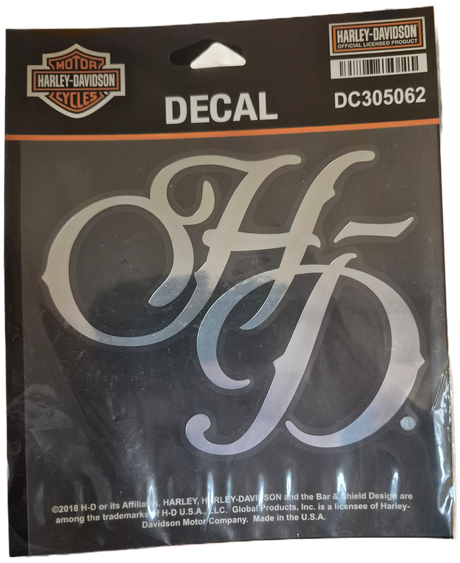 MOTOR
HARLEY-DAVIDSON
CYCLES
HARLEY-DAVIDSON
OFFICIAL LICENSED PRODUCT
DECAL
DC305062
H-D
®
©2018 H-D or its Affiliates. HARLEY, HARLEY-DAVIDSON and the Bar & Shield Design are
among the trademarks of H-D U.S.A., LLC. Global Products, Inc. is a licensee of Harley-
Davidson Motor Company. Made in the U.S.A.